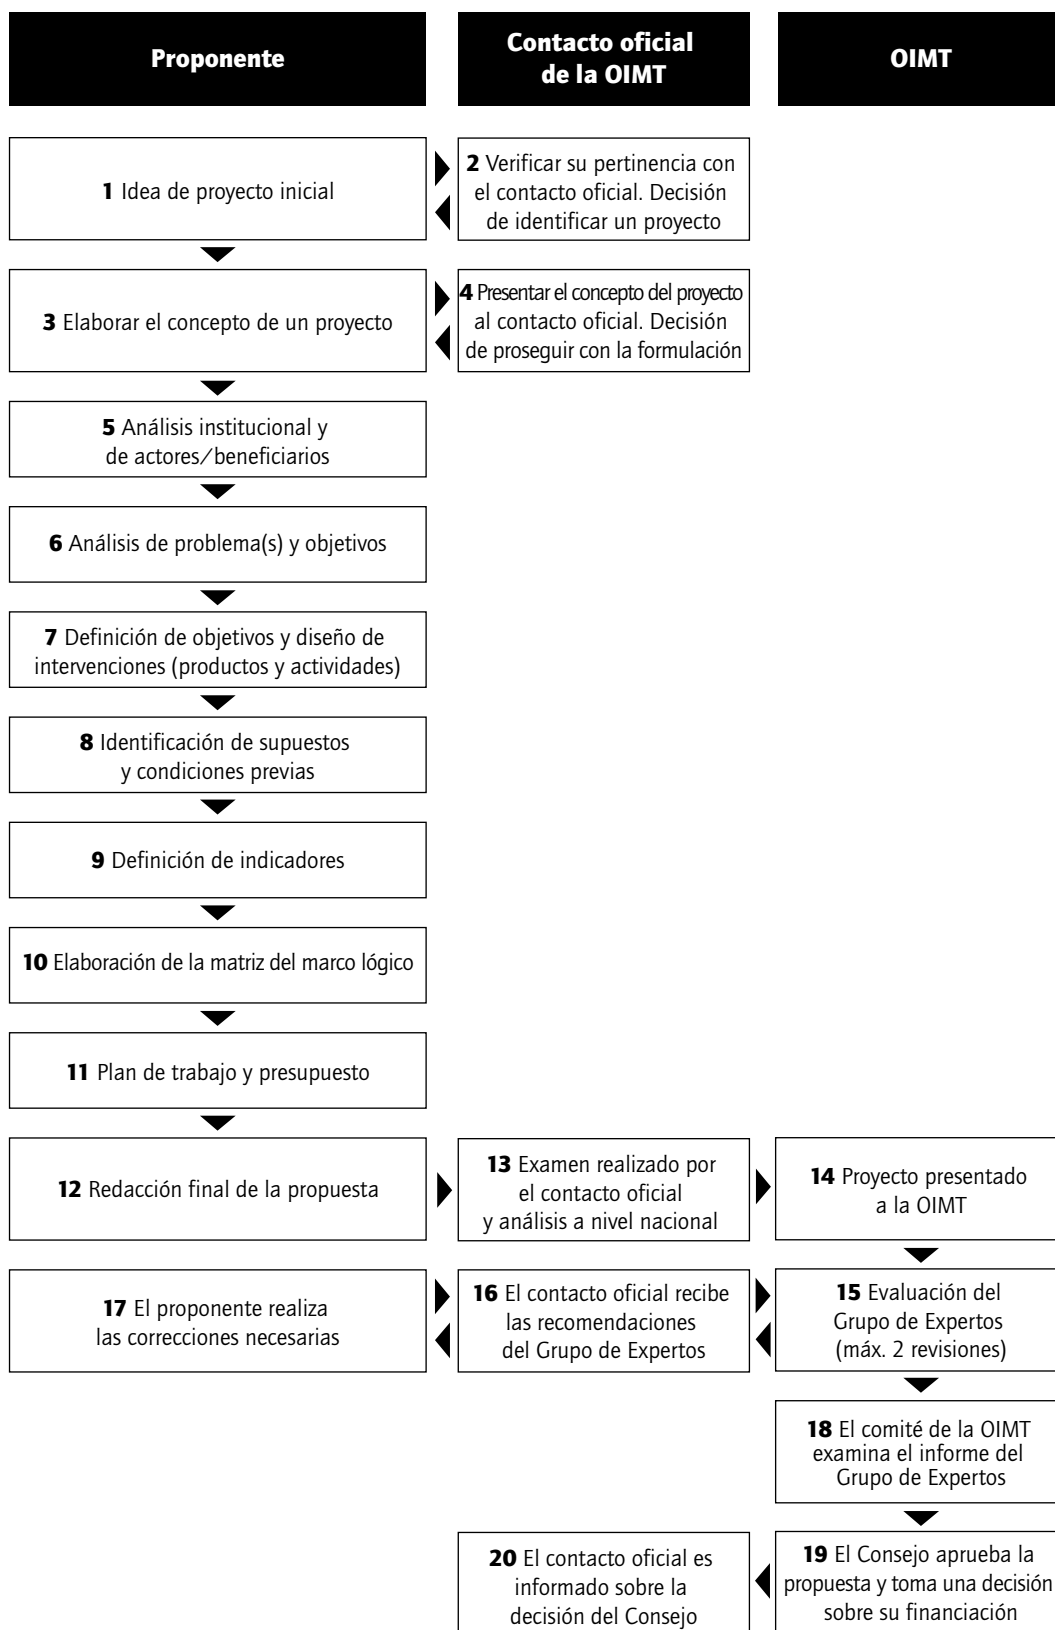 Proponente
Contacto oficial
de la OIMT
OIMT
1 Idea de proyecto inicial
2 Verificar su pertinencia con
el contacto oficial. Decisión
de identificar un proyecto
3 Elaborar el concepto de un proyecto
4 Presentar el concepto del proyecto
al contacto oficial. Decisión
de proseguir con la formulación
5 Análisis institucional y
de actores/beneficiarios
6 Análisis de problema(s) y objetivos
7 Definición de objetivos y diseño de
intervenciones (productos y actividades)
8 Identificación de supuestos
y condiciones previas
9 Definición de indicadores
10 Elaboración de la matriz del marco lógico
11 Plan de trabajo y presupuesto
12 Redacción final de la propuesta
13 Examen realizado por
el contacto oficial
y análisis a nivel nacional
14 Proyecto presentado
a la OIMT
17 El proponente realiza
las correcciones necesarias
16 El contacto oficial recibe
las recomendaciones
del Grupo de Expertos
15 Evaluación del
Grupo de Expertos
(máx. 2 revisiones)
18 El comité de la OIMT
examina el informe del
Grupo de Expertos
20 El contacto oficial es
informado sobre la
decisión del Consejo
19 El Consejo aprueba la
propuesta y toma una decisión
sobre su financiación